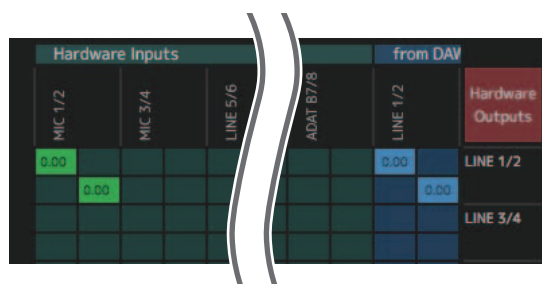 Hardware Inputs
from DAW
MIC 1/2
MIC 3/4
LINE 5/6
ADAT B7/8
LINE 1/2
Hardware
Outputs
0.00
0.00
LINE 1/2
0.00
0.00
LINE 3/4